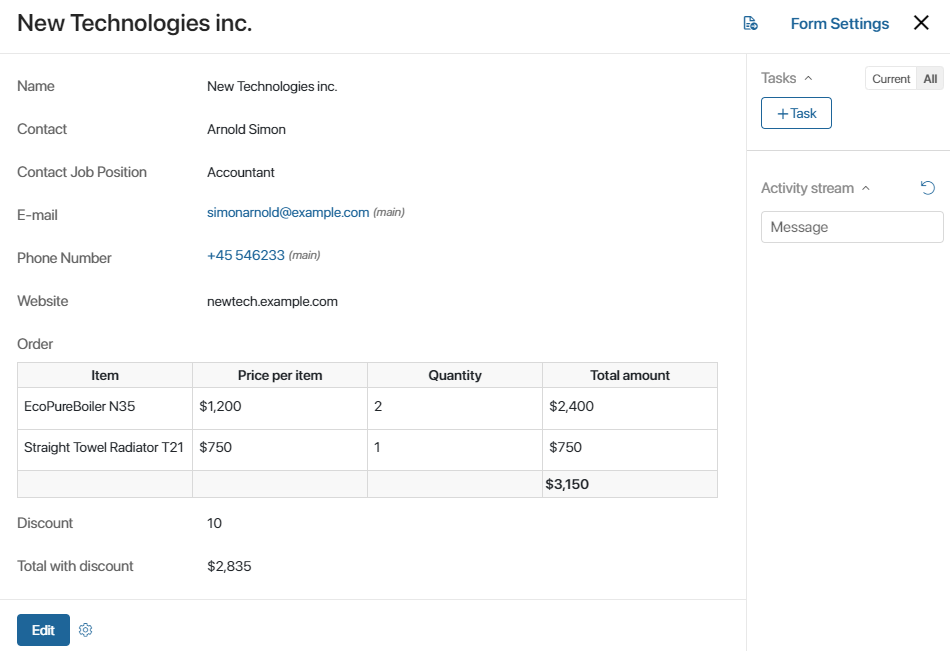 New Technologies inc.
Form Settings
Name New Technologies inc.
Contact Arnold Simon
Contact Job Position Accountant
E-mail simonarnold@example.com (main)
Phone Number +45 546233 (main)
Website newtech.example.com
Order
Item Price per item Quantity Total amount
EcoPureBoiler N35 $1,200 2 $2,400
Straight Towel Radiator T21 $750 1 $750
$3,150
Discount 10
Total with discount $2,835
Edit
Tasks Current All
+Task
Activity stream
Message